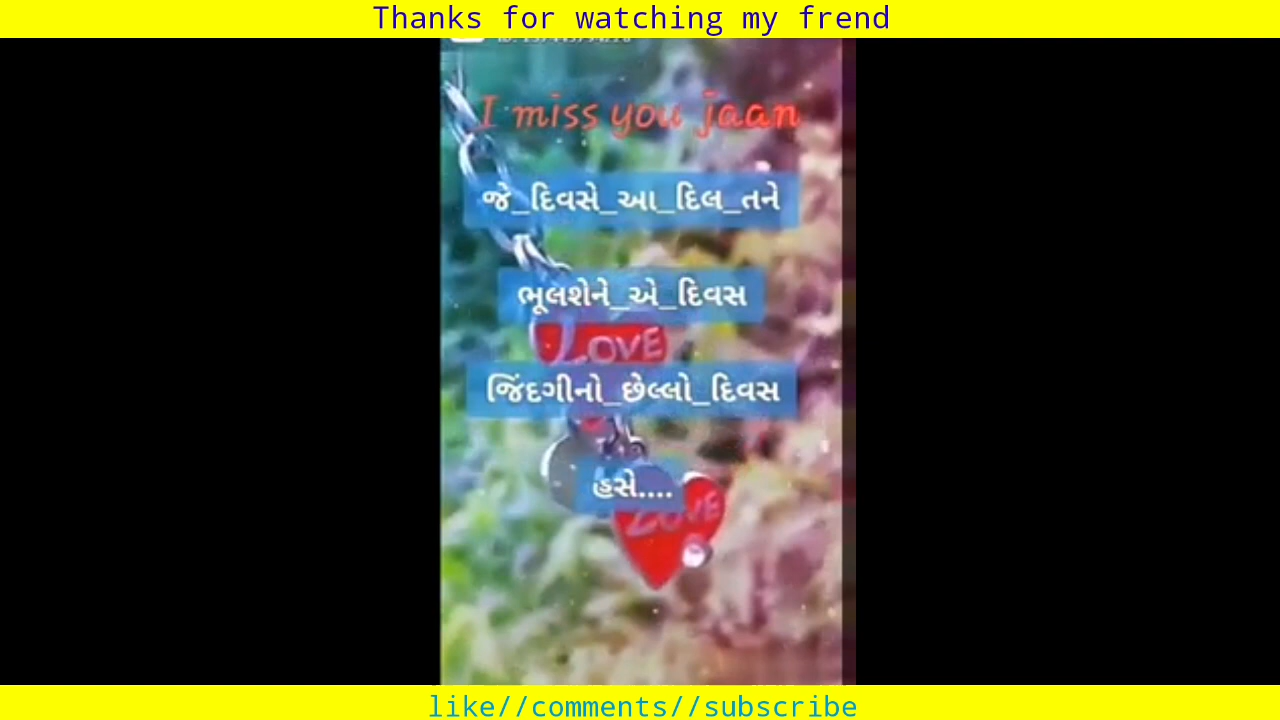 Thanks for watching my frend
I miss you jaan
જે_દિવસે_આ_દિલ_તને
ભૂલશેને_એ_દિવસ
LOVE
જિંદગીનો_છેલ્લો_દિવસ
હસે....
LOVE
like//comments//subscribe